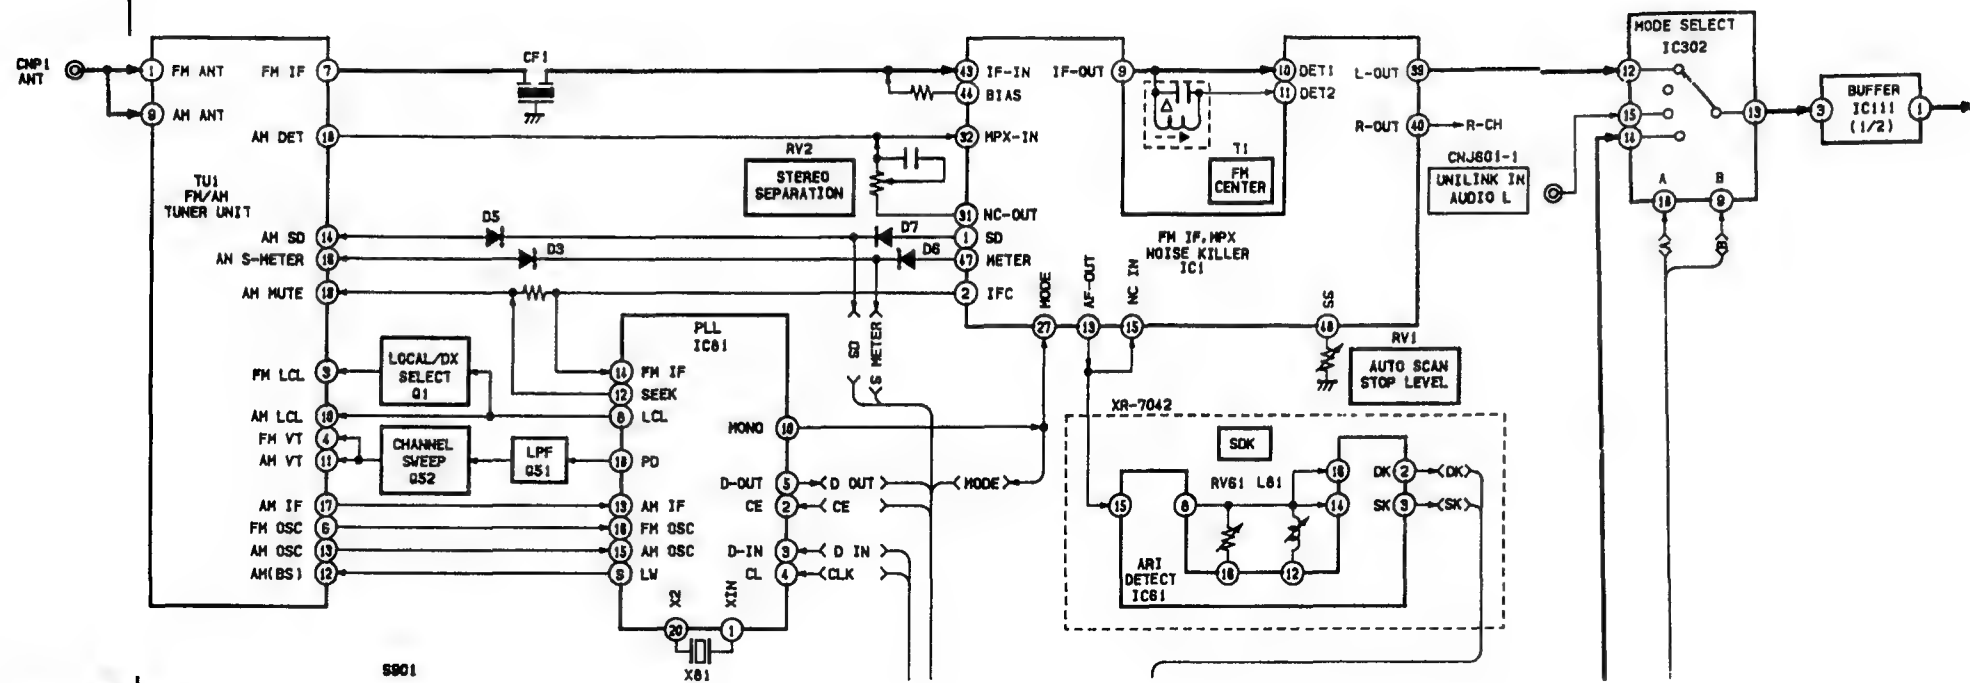 CNP1
ANT
1 FM ANT
9 AM ANT
FM IF 7
AM DET 19
TU1
FM/AM
TUNER UNIT
AM SD 14
AN S-METER 16
AM MUTE 18
FM LCL 3
AM LCL 10
FM VT 4
AM VT 11
AM IF 17
FM OSC 6
AM OSC 13
AM(BS) 12
CF1
RV2
STEREO
SEPARATION
D5
D3
D7
D6
LOCAL/DX
SELECT
Q1
CHANNEL
SWEEP
Q52
LPF
Q51
PLL
IC81
14 FM IF
12 SEEK
LCL
PD
13 AM IF
16 FM OSC
15 AM OSC
LW
MONO
D-OUT 5
CE 2
D-IN 3
CL 4
X2
XIN
20
1
X81
D OUT
CE
D IN
CLK
SD
S METER
MODE
43 IF-IN
44 BIAS
32 MPX-IN
31 NC-OUT
1 SD
47 METER
2 IFC
IF-OUT 9
T1
FM
CENTER
10 DET1
11 DET2
L-OUT 39
R-OUT 40
R-CH
FM IF,MPX
NOISE KILLER
IC1
MODE
AF-OUT
NC IN
SS
27
13
15
48
RV1
AUTO SCAN
STOP LEVEL
XR-7042
SDK
RV61 L81
15
8
16
14
DK 2
DK
SK 3
SK
ARI
DETECT
IC61
16
12
CNJ601-1
UNILINK IN
AUDIO L
MODE SELECT
IC302
12
15
14
13
A
B
10
9
A
B
3
BUFFER
IC111
(1/2)
1
S901